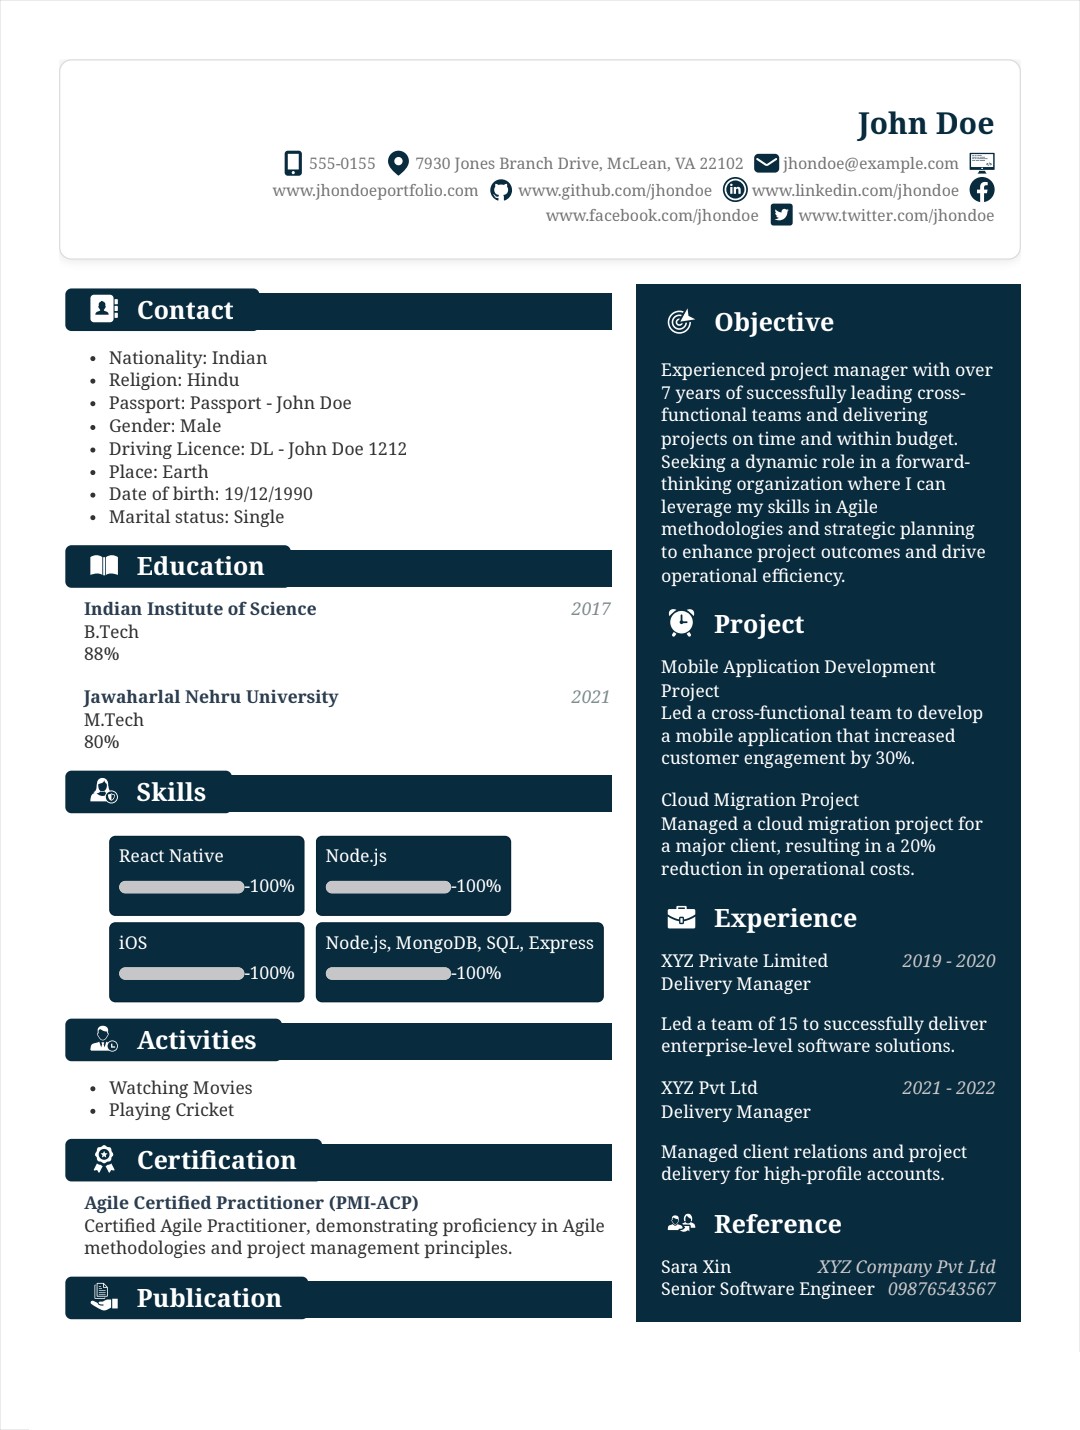 John Doe
555-0155 7930 Jones Branch Drive, McLean, VA 22102 jhondoe@example.com
www.jhondoeportfolio.com www.github.com/jhondoe www.linkedin.com/jhondoe
www.facebook.com/jhondoe www.twitter.com/jhondoe
Contact
• Nationality: Indian
• Religion: Hindu
• Passport: Passport - John Doe
• Gender: Male
• Driving Licence: DL - John Doe 1212
• Place: Earth
• Date of birth: 19/12/1990
• Marital status: Single
Education
Indian Institute of Science 2017
B.Tech
88%
Jawaharlal Nehru University 2021
M.Tech
80%
Skills
React Native
-100%
Node.js
-100%
iOS
-100%
Node.js, MongoDB, SQL, Express
-100%
Activities
• Watching Movies
• Playing Cricket
Certification
Agile Certified Practitioner (PMI-ACP)
Certified Agile Practitioner, demonstrating proficiency in Agile
methodologies and project management principles.
Publication
Objective
Experienced project manager with over
7 years of successfully leading cross-
functional teams and delivering
projects on time and within budget.
Seeking a dynamic role in a forward-
thinking organization where I can
leverage my skills in Agile
methodologies and strategic planning
to enhance project outcomes and drive
operational efficiency.
Project
Mobile Application Development
Project
Led a cross-functional team to develop
a mobile application that increased
customer engagement by 30%.
Cloud Migration Project
Managed a cloud migration project for
a major client, resulting in a 20%
reduction in operational costs.
Experience
XYZ Private Limited 2019 - 2020
Delivery Manager
Led a team of 15 to successfully deliver
enterprise-level software solutions.
XYZ Pvt Ltd 2021 - 2022
Delivery Manager
Managed client relations and project
delivery for high-profile accounts.
Reference
Sara Xin XYZ Company Pvt Ltd
Senior Software Engineer 09876543567